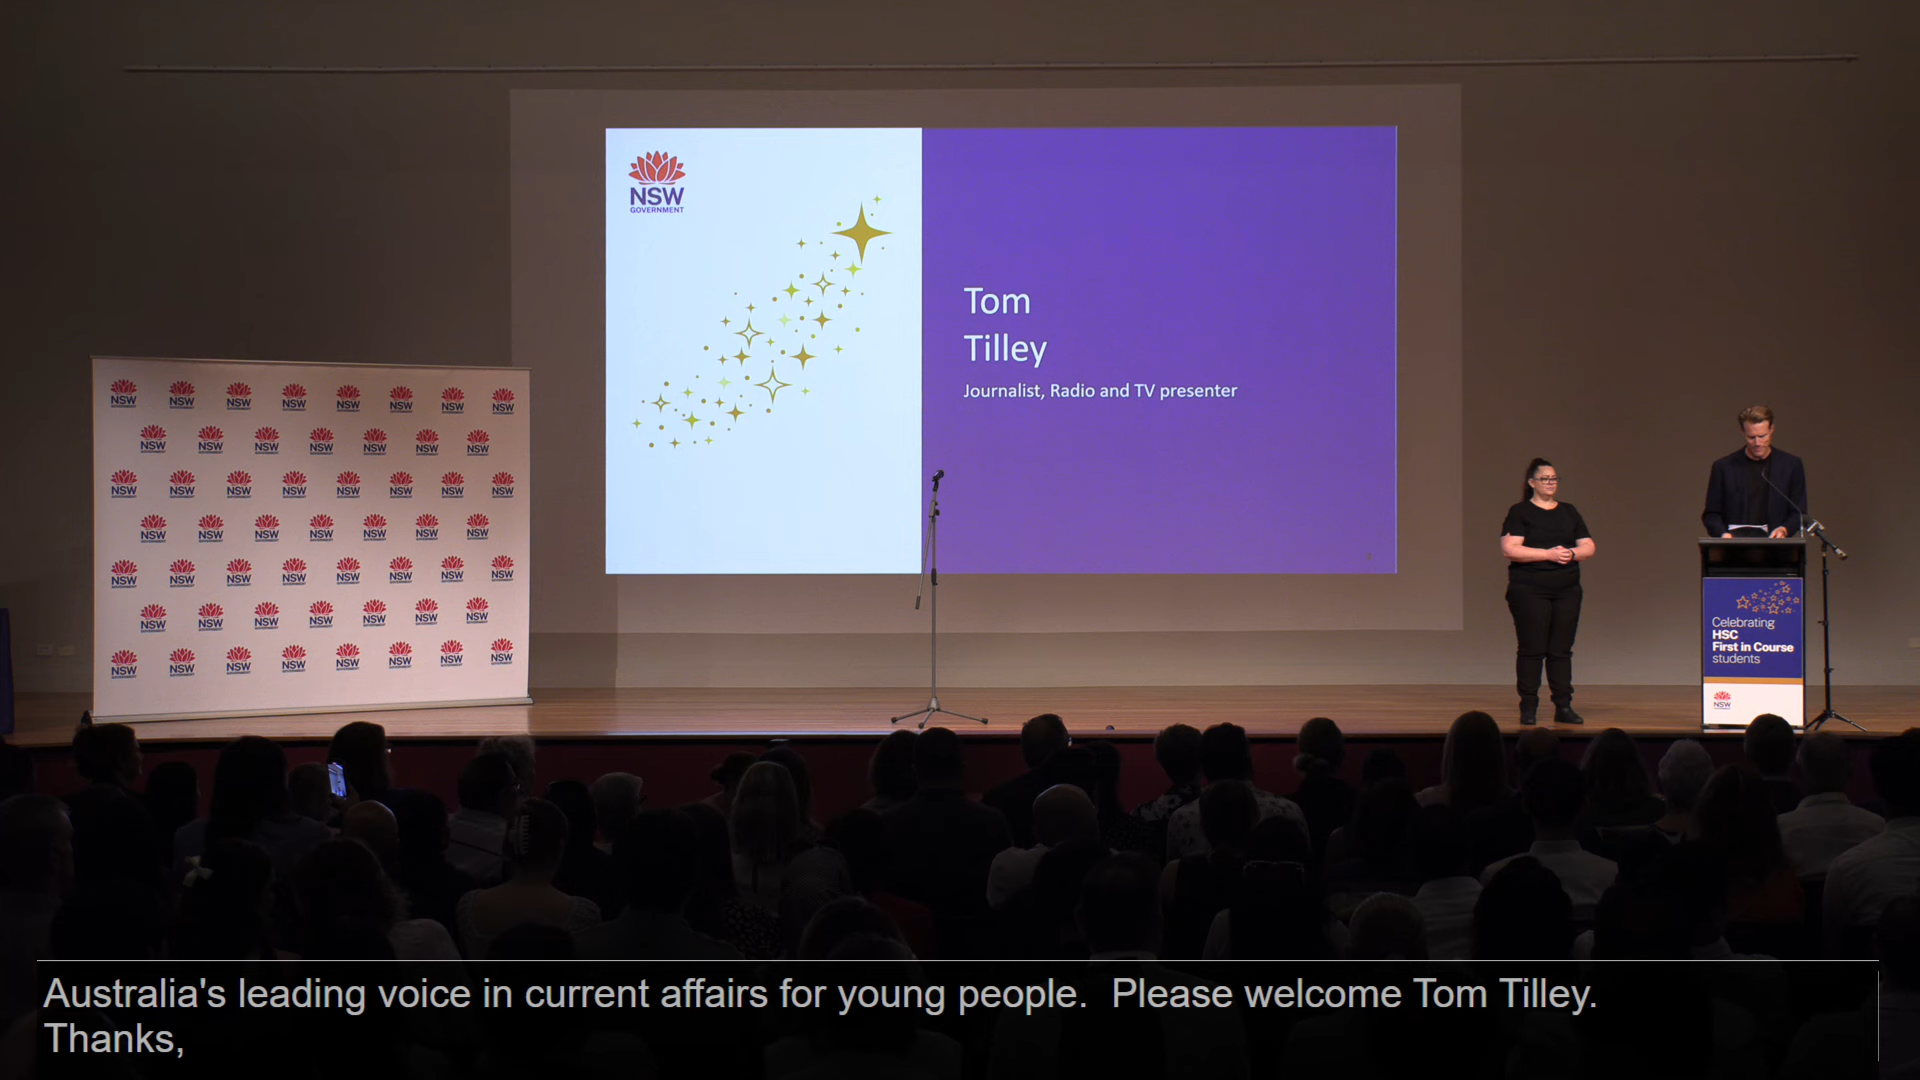 NSW
GOVERNMENT
Tom
Tilley
Journalist, Radio and TV presenter
Celebrating
HSC
First in Course
students
NSW
Australia's leading voice in current affairs for young people.  Please welcome Tom Tilley.
Thanks,